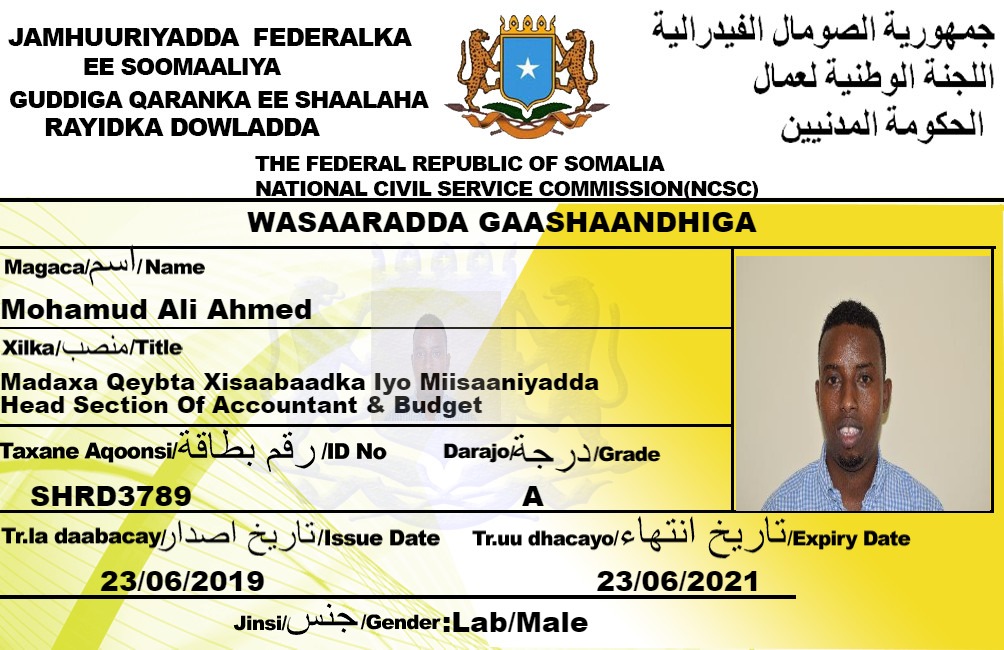 JAMHUURIYADDA FEDERALKA
EE SOOMAALIYA
GUDDIGA QARANKA EE SHAALAHA
RAYIDKA DOWLADDA
جمهورية الصومال الفيدرالية
اللجنة الوطنية لعمال
الحكومة المدنيين
THE FEDERAL REPUBLIC OF SOMALIA
NATIONAL CIVIL SERVICE COMMISSION(NCSC)
WASAARADDA GAASHAANDHIGA
Magaca/اسم/Name
Mohamud Ali Ahmed
Xilka/منصب/Title
Madaxa Qeybta Xisaabaadka Iyo Miisaaniyadda
Head Section Of Accountant & Budget
Taxane Aqoonsi/رقم بطاقة/ID No
SHRD3789
Darajo/درجة/Grade
A
Tr.la daabacay/تاريخ اصدار/Issue Date
23/06/2019
Tr.uu dhacayo/تاريخ انتهاء/Expiry Date
23/06/2021
Jinsi/جنس/Gender:Lab/Male